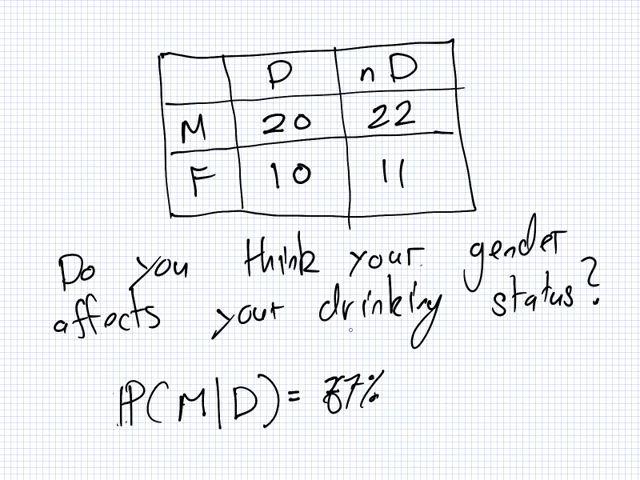 D nD
M 20 22
F 10 11
Do you think your gender
affects your drinking status?
P(M|D) = 67%